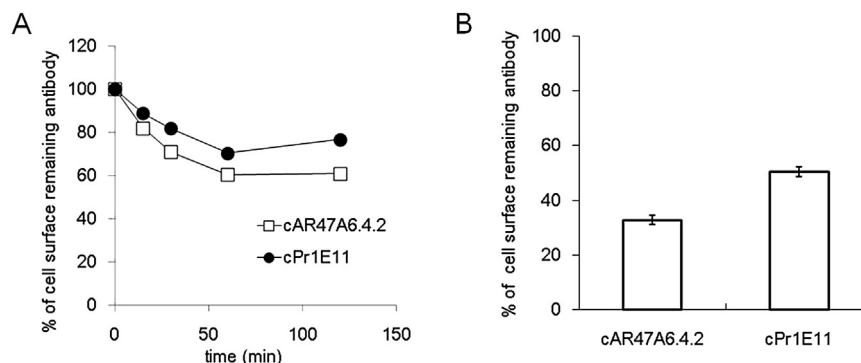 A
% of cell surface remaining antibody
120
100
80
60
40
20
0
cAR47A6.4.2
cPr1E11
0 50 100 150
time (min)
B
% of cell surface remaining antibody
100
80
60
40
20
0
cAR47A6.4.2 cPr1E11